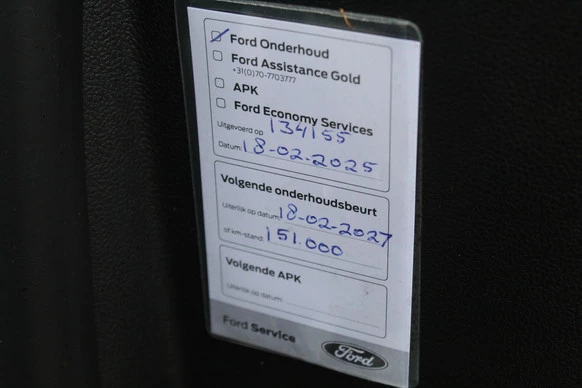 Ford Onderhoud
Ford Assistance Gold
+31(0)70-7703777
APK
Ford Economy Services
Uitgevoerd op 134155
Datum: 18-02-2025
Volgende onderhoudsbeurt
Uiterlijk op datum: 18-02-2027
of km-stand: 151.000
Volgende APK
Uiterlijk op datum:
Ford Service
Ford